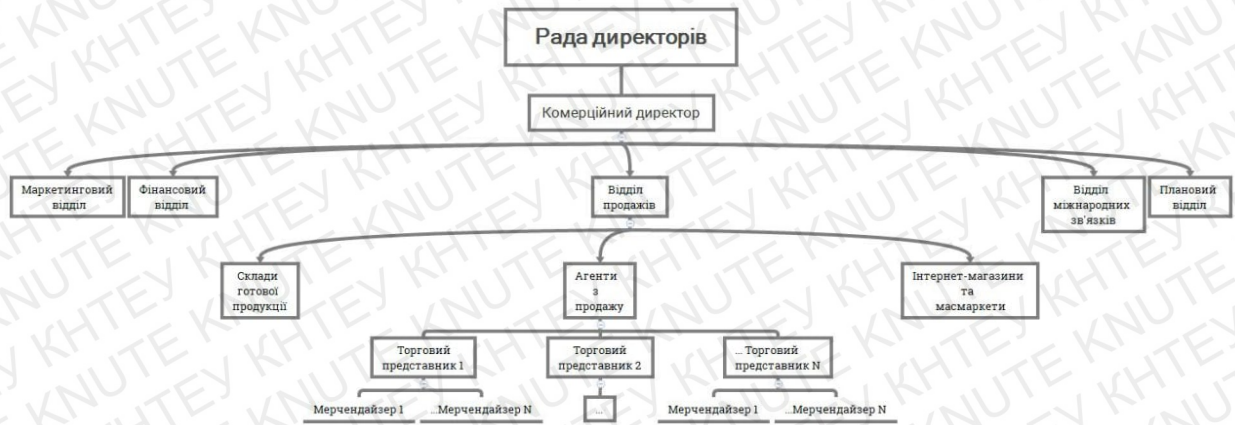 Рада директорів
Комерційний директор
Маркетинговий
відділ
Фінансовий
відділ
Відділ
продажів
Відділ
міжнародних
зв'язків
Плановий
відділ
Склади
готової
продукції
Агенти
з
продажу
Інтернет-магазини
та
масмаркети
Торговий
представник 1
Торговий
представник 2
... Торговий
представник N
Мерчендайзер 1
...Мерчендайзер N
...
Мерчендайзер 1
...Мерчендайзер N
KNUTE КНТЕУ